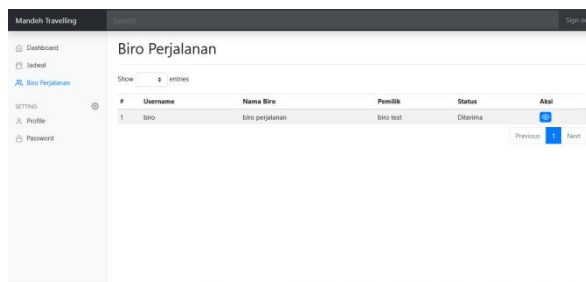 Mandeh Travelling
Search
Sign
Dashboard
Jadwal
Biro Perjalanan
SETTING
Profile
Password
Biro Perjalanan
Show entries
# Username Nama Biro Pemilik Status Aksi
1 biro biro perjalanan biro test Diterima
Previous 1 Next